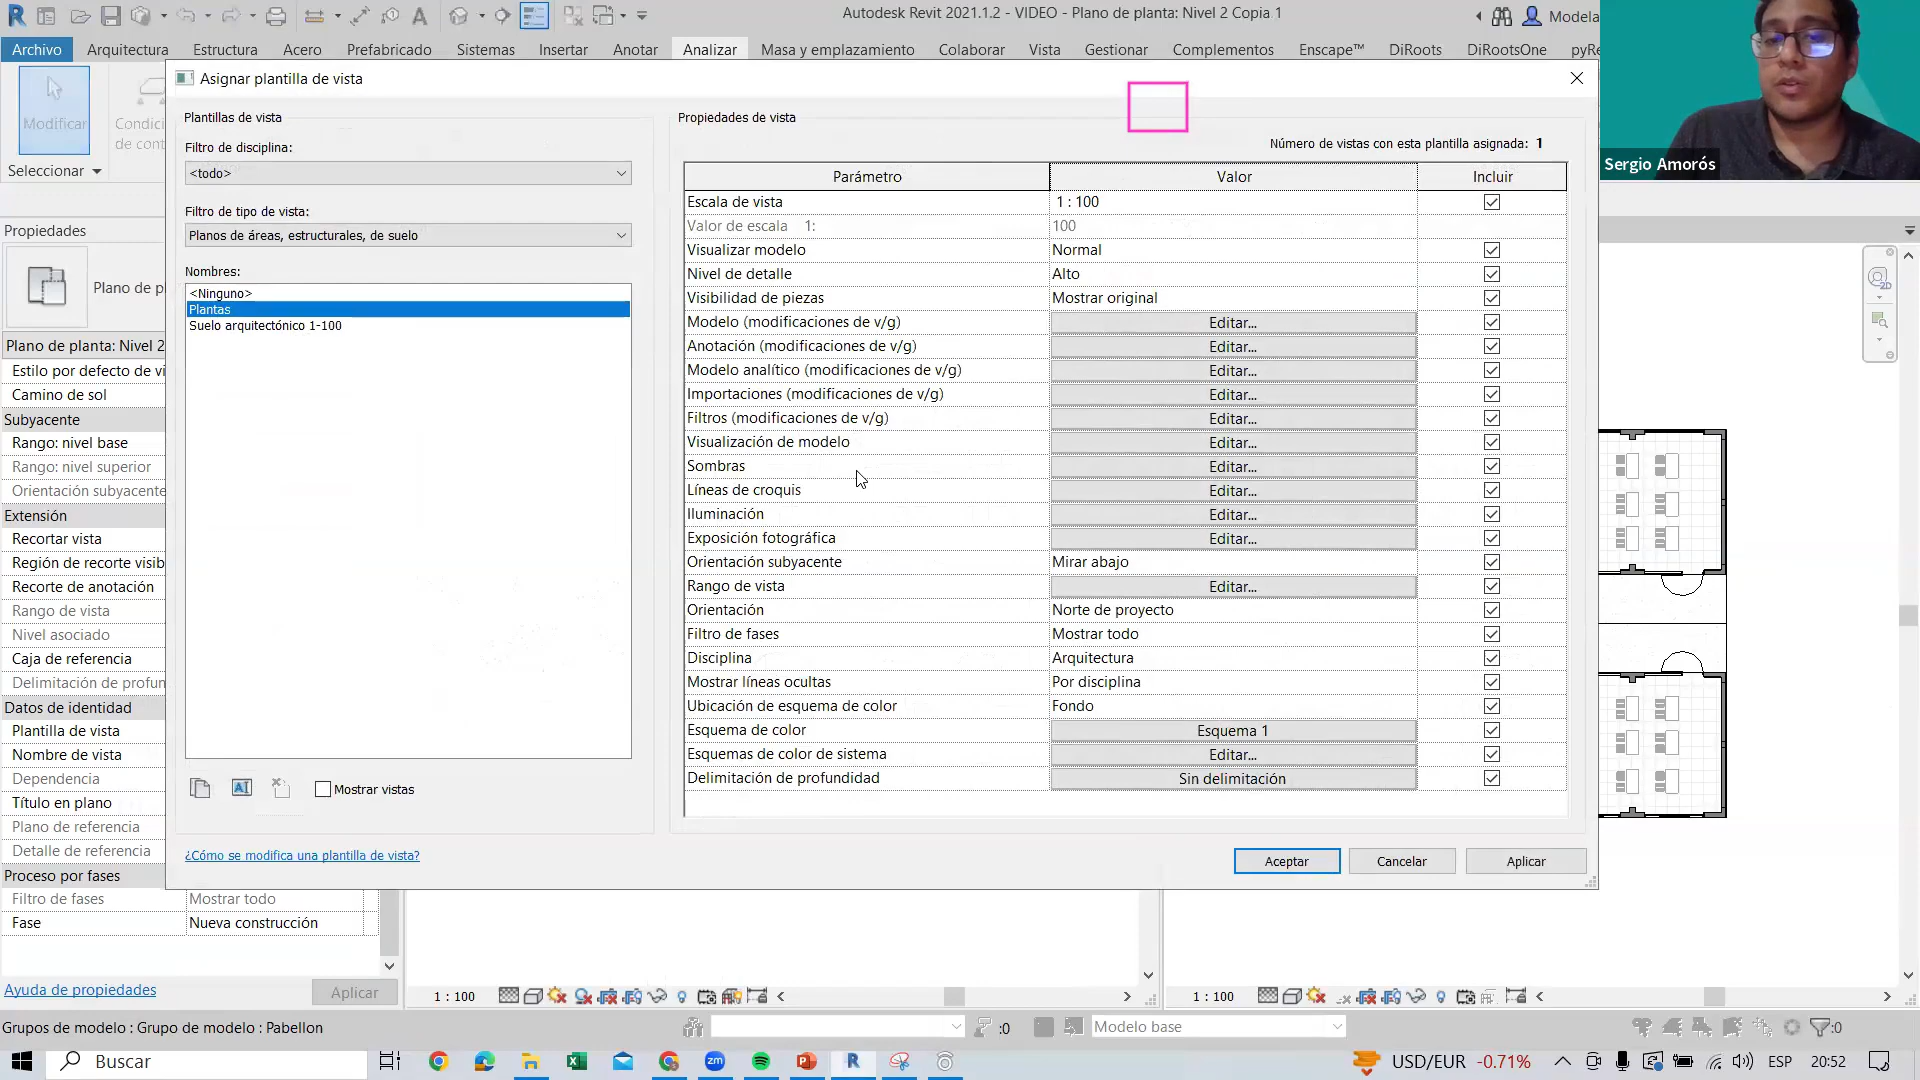 Autodesk Revit 2021.1.2 - VIDEO - Plano de planta: Nivel 2 Copia 1
Modela
Archivo
Arquitectura
Estructura
Acero
Prefabricado
Sistemas
Insertar
Anotar
Analizar
Masa y emplazamiento
Colaborar
Vista
Gestionar
Complementos
Enscape™
DiRoots
DiRootsOne
pyRe
Modificar
Condici
de cont
Seleccionar
Sergio Amorós
Asignar plantilla de vista
Plantillas de vista
Filtro de disciplina:
<todo>
Filtro de tipo de vista:
Planos de áreas, estructurales, de suelo
Nombres:
<Ninguno>
Plantas
Suelo arquitectónico 1-100
Mostrar vistas
¿Cómo se modifica una plantilla de vista?
Propiedades de vista
Número de vistas con esta plantilla asignada: 1
Parámetro Valor Incluir
Escala de vista 1 : 100
Valor de escala 1: 100
Visualizar modelo Normal
Nivel de detalle Alto
Visibilidad de piezas Mostrar original
Modelo (modificaciones de v/g) Editar...
Anotación (modificaciones de v/g) Editar...
Modelo analítico (modificaciones de v/g) Editar...
Importaciones (modificaciones de v/g) Editar...
Filtros (modificaciones de v/g) Editar...
Visualización de modelo Editar...
Sombras Editar...
Líneas de croquis Editar...
Iluminación Editar...
Exposición fotográfica Editar...
Orientación subyacente Mirar abajo
Rango de vista Editar...
Orientación Norte de proyecto
Filtro de fases Mostrar todo
Disciplina Arquitectura
Mostrar líneas ocultas Por disciplina
Ubicación de esquema de color Fondo
Esquema de color Esquema 1
Esquemas de color de sistema Editar...
Delimitación de profundidad Sin delimitación
Aceptar
Cancelar
Aplicar
Propiedades
Plano de p
Plano de planta: Nivel 2
Estilo por defecto de vi
Camino de sol
Subyacente
Rango: nivel base
Rango: nivel superior
Orientación subyacente
Extensión
Recortar vista
Región de recorte visib
Recorte de anotación
Rango de vista
Nivel asociado
Caja de referencia
Delimitación de profun
Datos de identidad
Plantilla de vista
Nombre de vista
Dependencia
Título en plano
Plano de referencia
Detalle de referencia
Proceso por fases
Filtro de fases Mostrar todo
Fase Nueva construcción
Ayuda de propiedades
Aplicar
1 : 100
1 : 100
Grupos de modelo : Grupo de modelo : Pabellon
:0
Modelo base
:0
Buscar
USD/EUR -0.71%
ESP
20:52